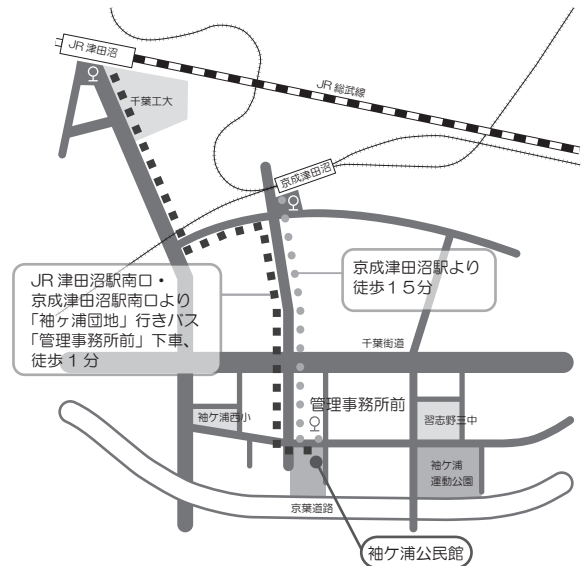 JR 津田沼
千葉工大
JR 総武線
京成津田沼
JR 津田沼駅南口・
京成津田沼駅南口より
「袖ヶ浦団地」行きバス
「管理事務所前」下車、
徒歩 1 分
京成津田沼駅より
徒歩１５分
千葉街道
袖ケ浦西小
管理事務所前
習志野三中
袖ケ浦
運動公園
京葉道路
袖ケ浦公民館